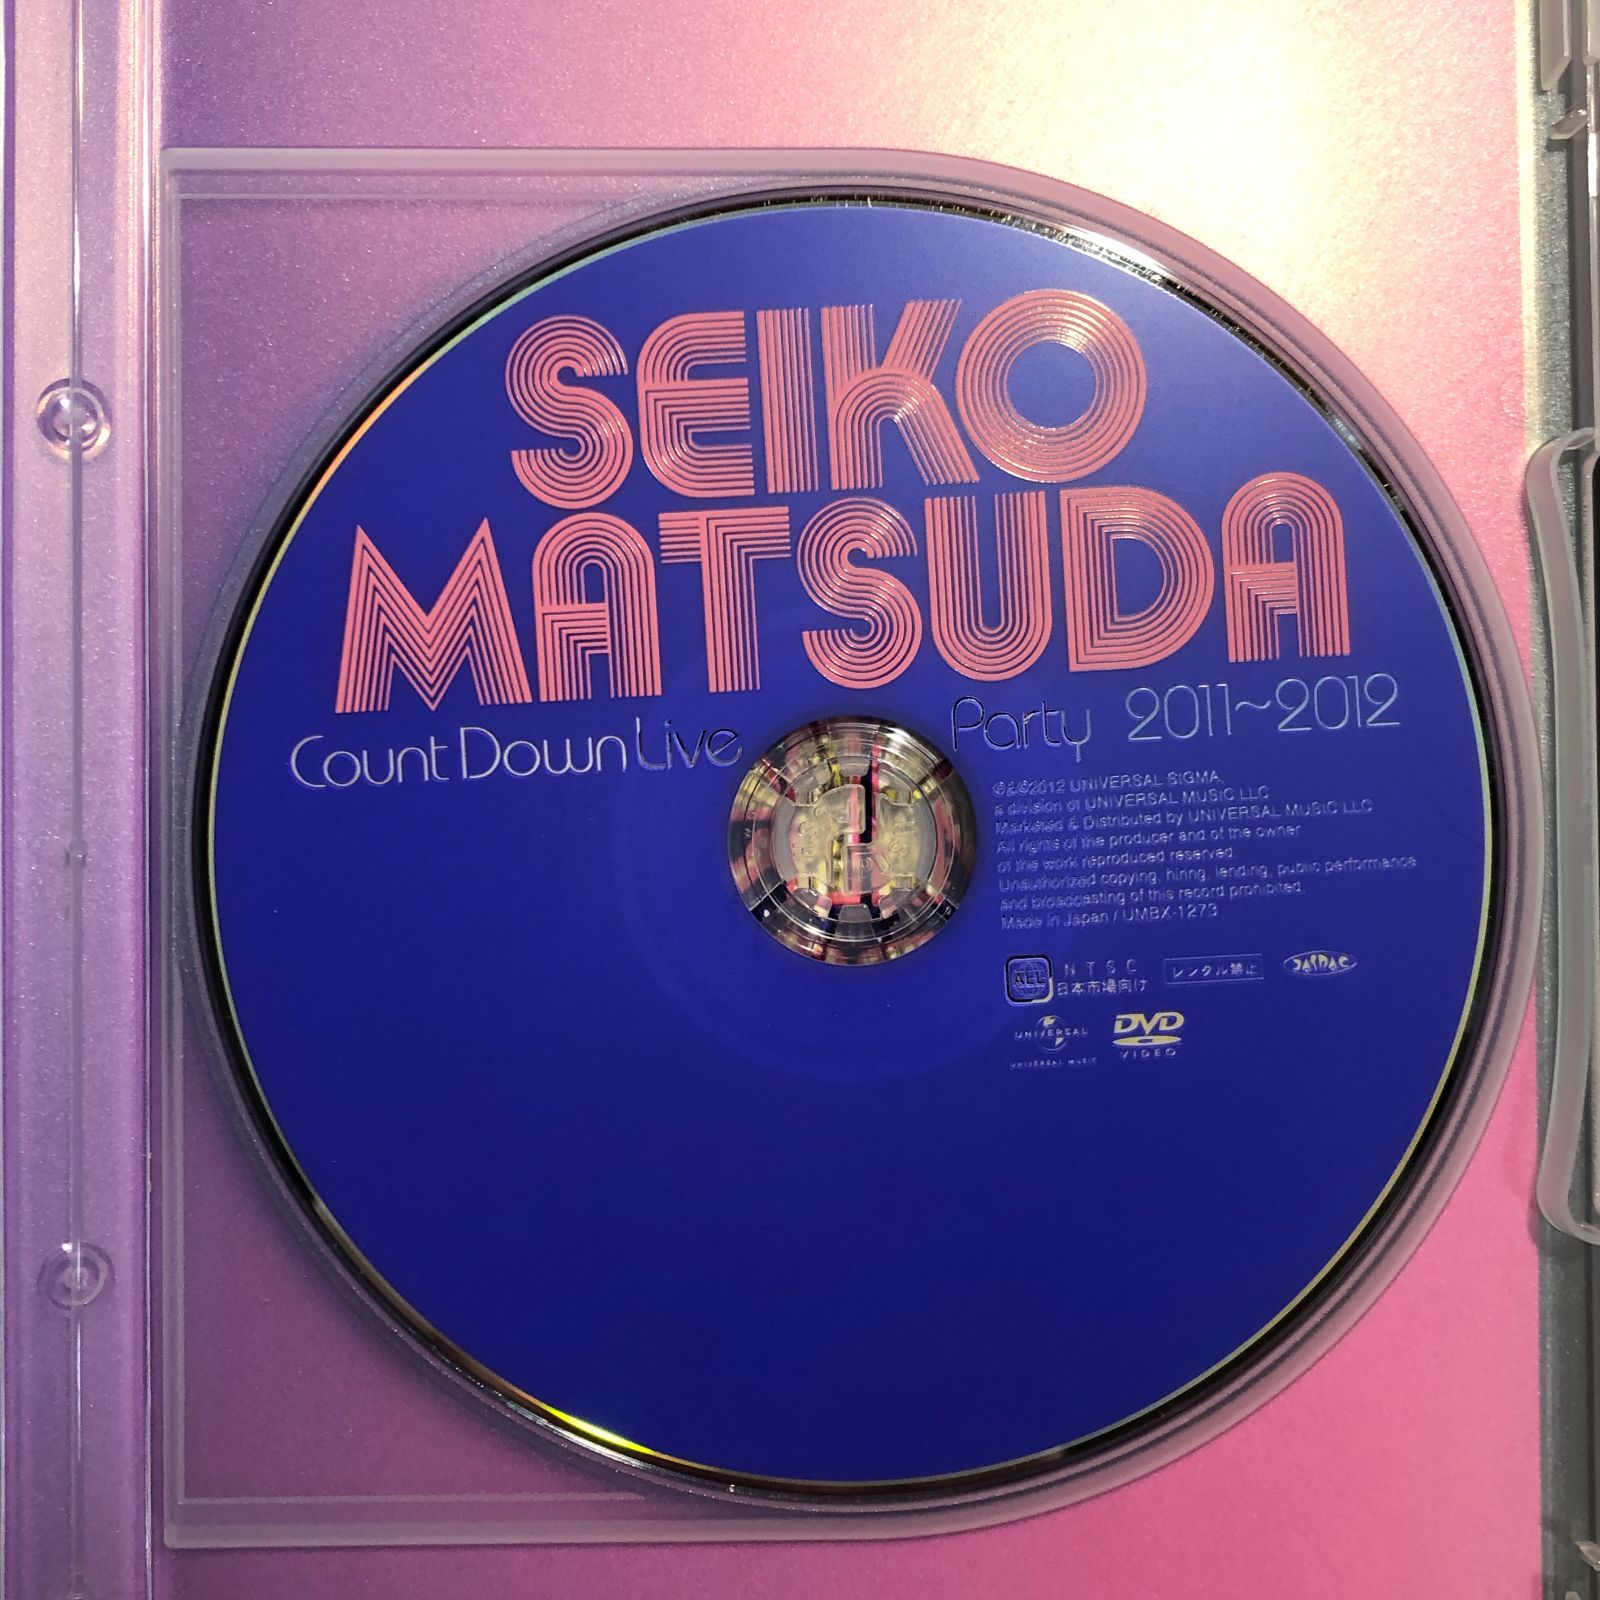 SEIKO
MATSUDA
Count Down Live Party 2011~2012
℗&©2012 UNIVERSAL SIGMA,
a division of UNIVERSAL MUSIC LLC
Marketed & Distributed by UNIVERSAL MUSIC LLC
All rights of the producer and of the owner
of the work reproduced reserved.
Unauthorized copying, hiring, lending, public performance
and broadcasting of this record prohibited.
Made in Japan / UMBX-1273
ALL
NTSC
日本市場向け
レンタル禁止
JASRAC
UNIVERSAL
UNIVERSAL MUSIC
DVD
VIDEO